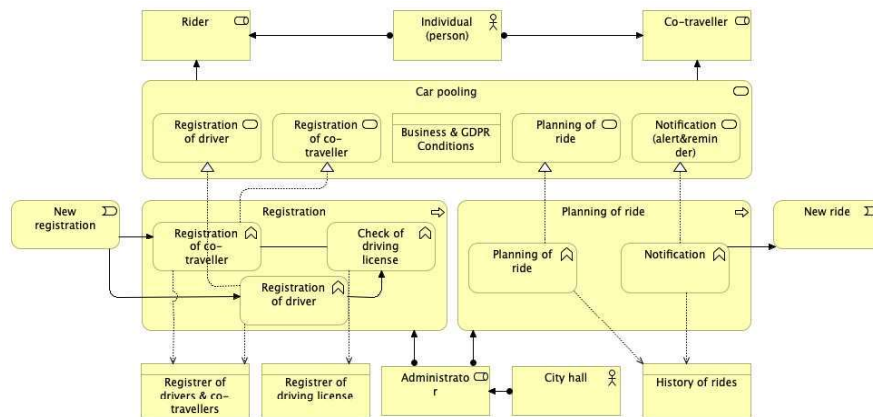 Rider
Individual
(person)
Co-traveller
Car pooling
Registration
of driver
Registration
of co-
traveller
Business & GDPR
Conditions
Planning of
ride
Notification
(alert&remin
der)
New
registration
Registration
Registration
of co-
traveller
Check of
driving
license
Registration
of driver
Planning of ride
Planning of
ride
Notification
New ride
Registrer of
drivers & co-
travellers
Registrer of
driving license
Administrato
r
City hall
History of rides